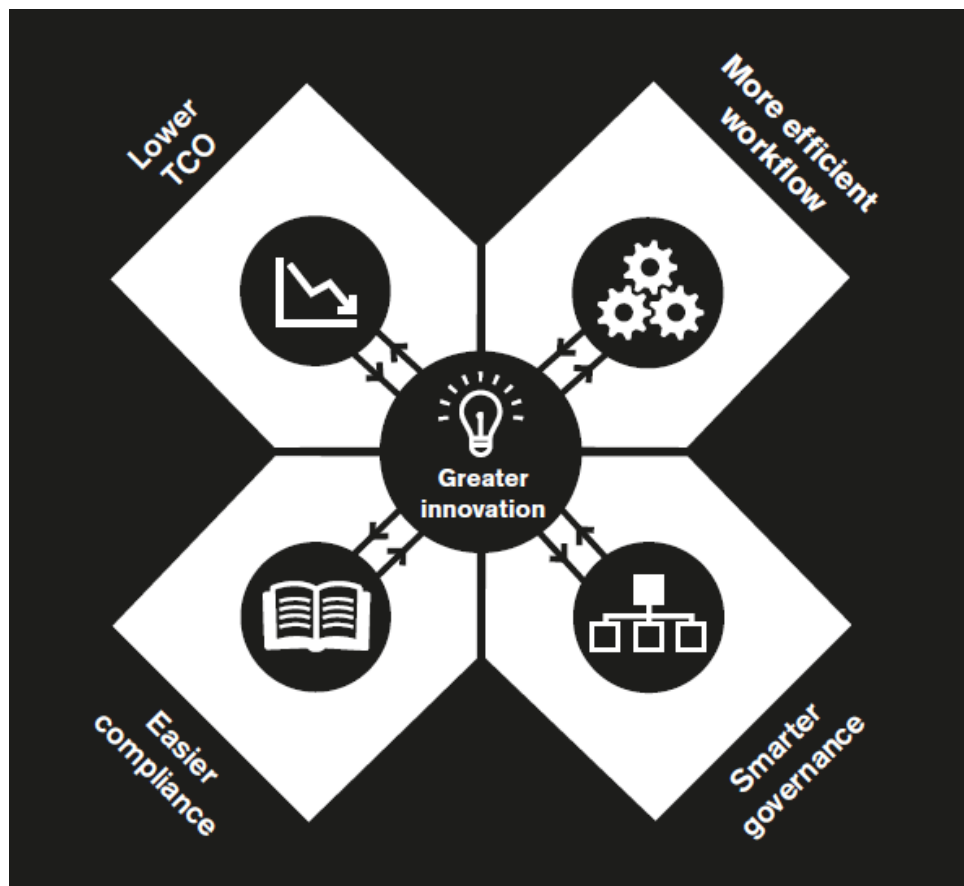 Lower
TCO
More efficient
workflow
Greater
innovation
Easier
compliance
Smarter
governance